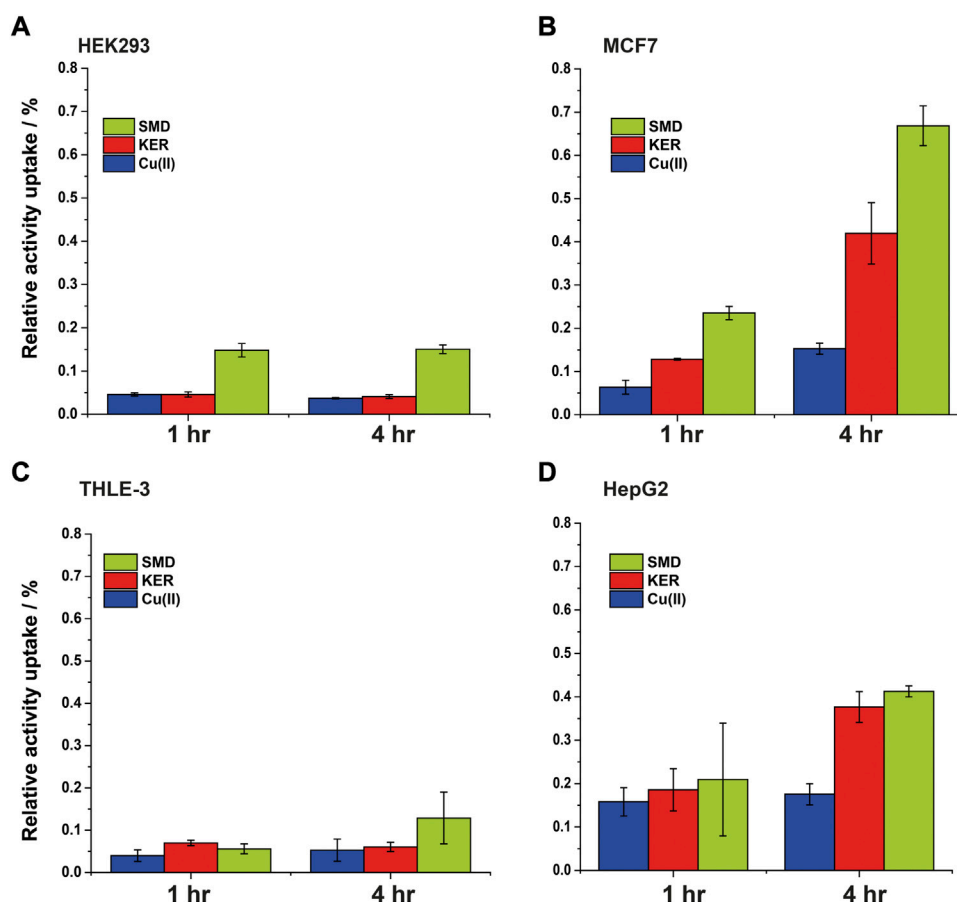 A
HEK293
Relative activity uptake / %
0.8
0.7
0.6
0.5
0.4
0.3
0.2
0.1
0.0
SMD
KER
Cu(II)
1 hr
4 hr
B
MCF7
0.8
0.7
0.6
0.5
0.4
0.3
0.2
0.1
0.0
SMD
KER
Cu(II)
1 hr
4 hr
C
THLE-3
Relative activity uptake / %
0.8
0.7
0.6
0.5
0.4
0.3
0.2
0.1
0.0
SMD
KER
Cu(II)
1 hr
4 hr
D
HepG2
0.8
0.7
0.6
0.5
0.4
0.3
0.2
0.1
0.0
SMD
KER
Cu(II)
1 hr
4 hr